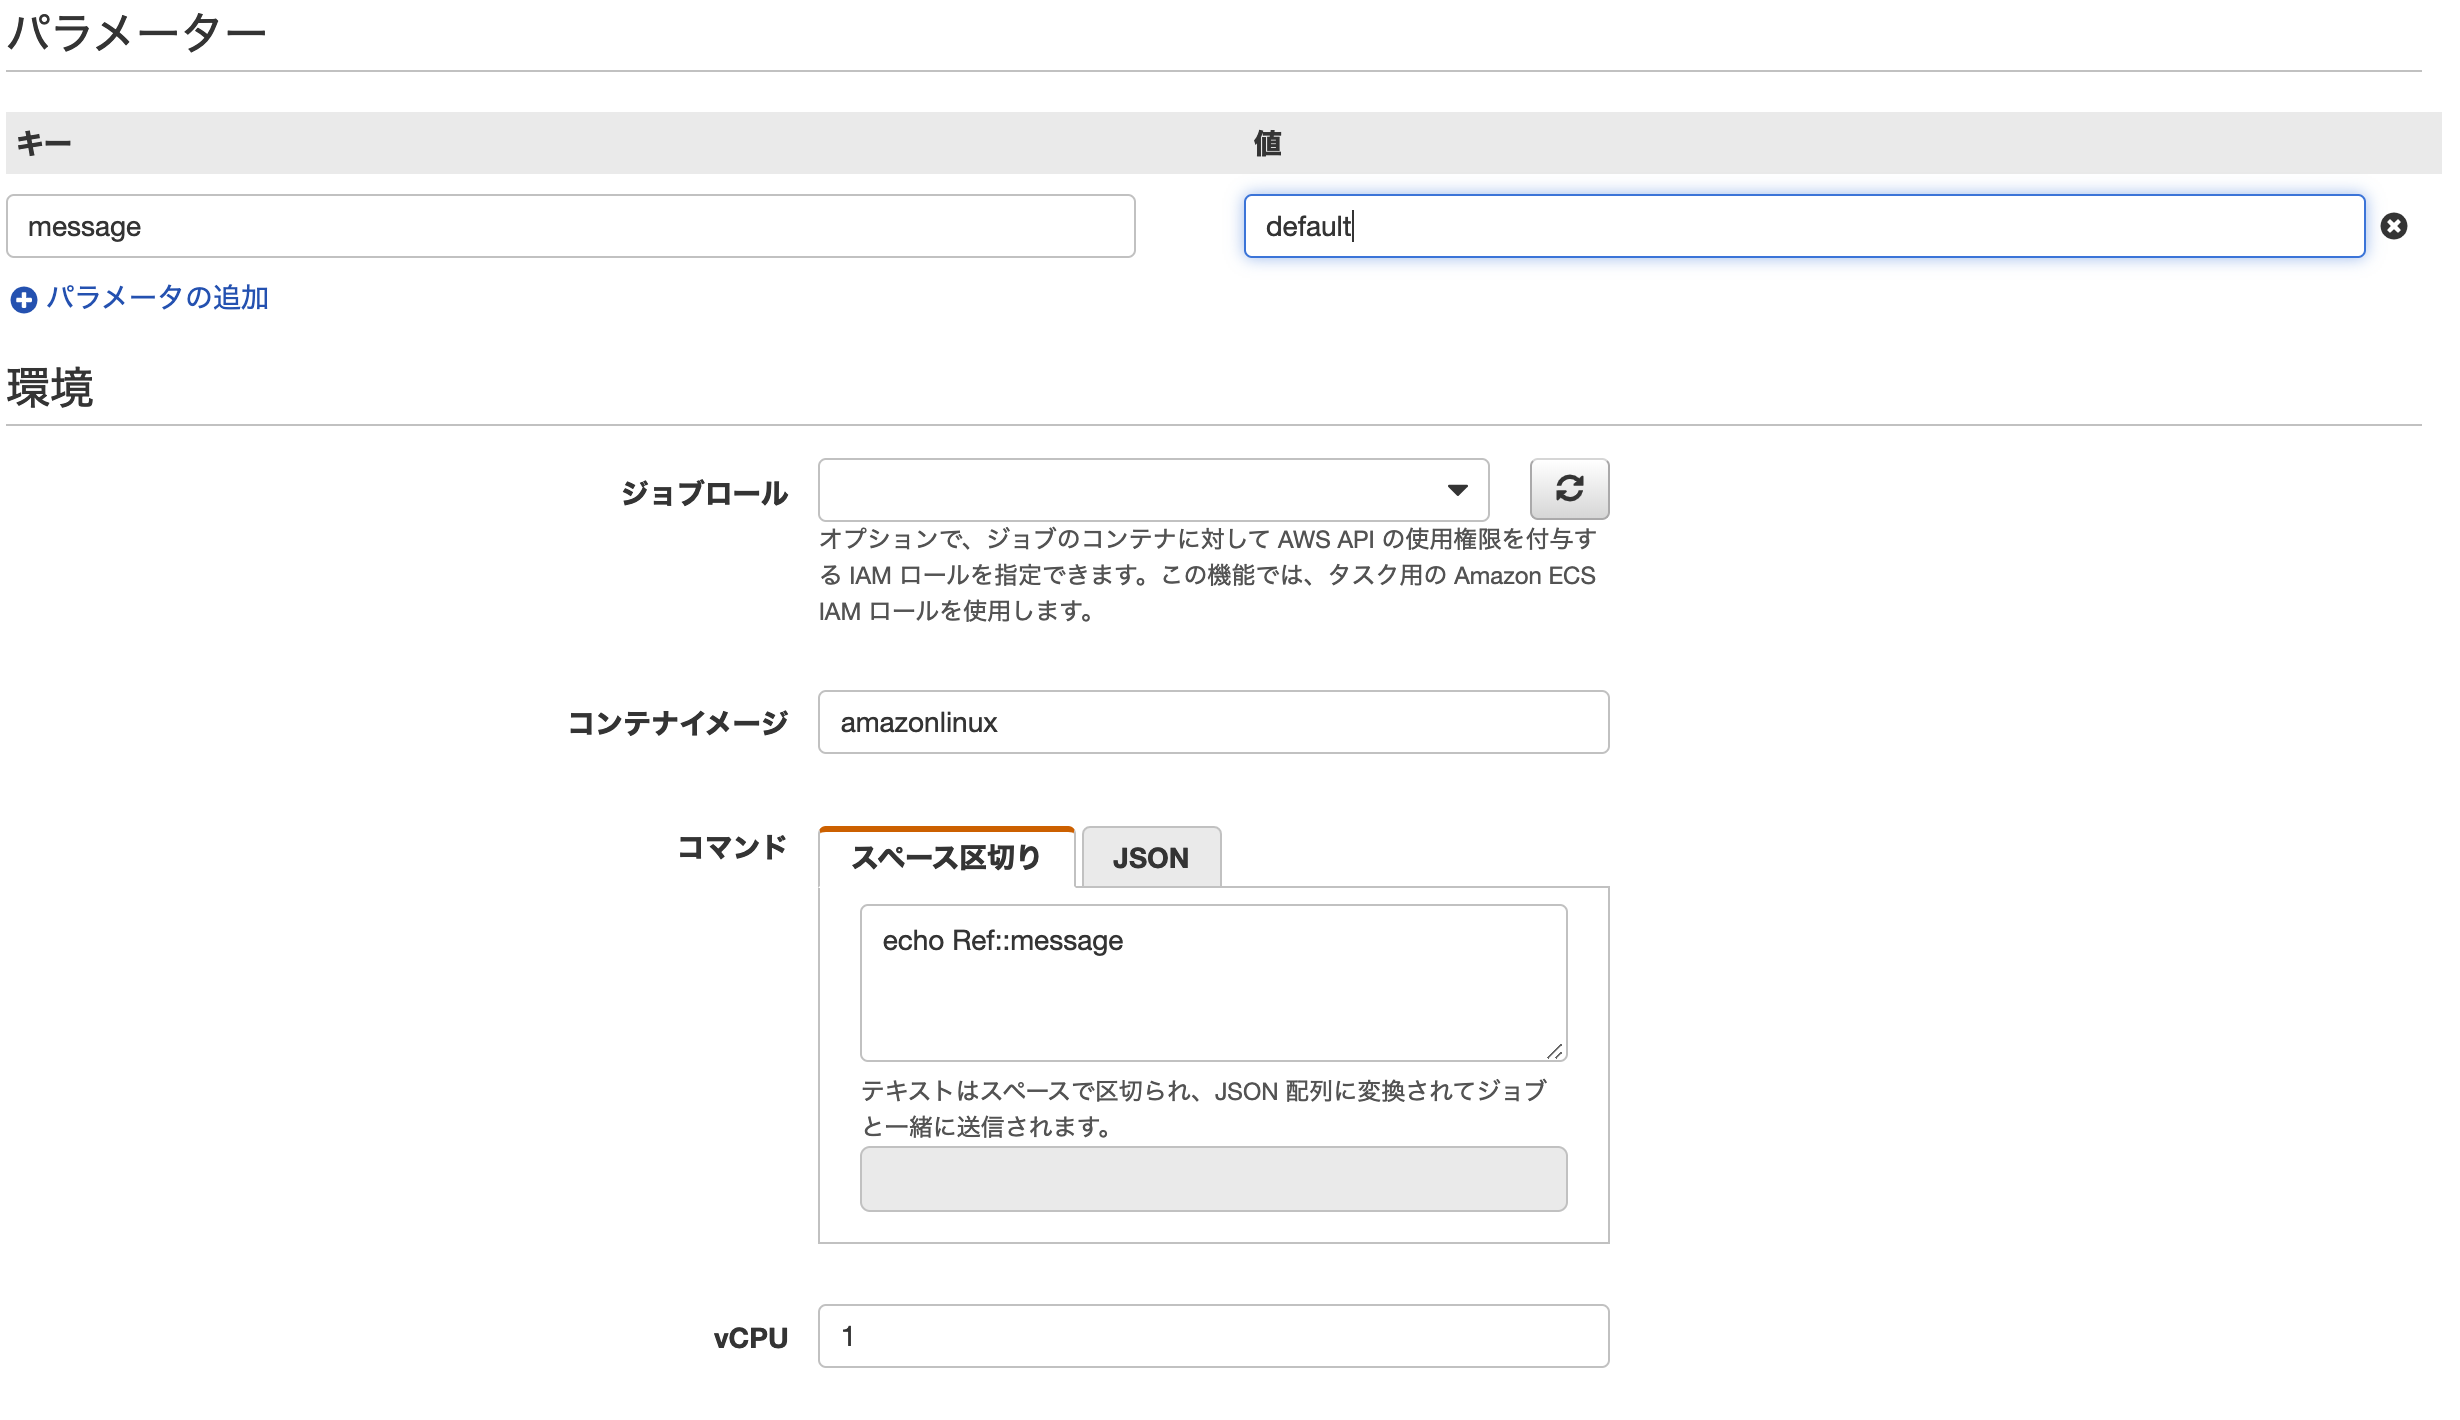 パラメーター
キー 値
message default
パラメータの追加
環境
ジョブロール
オプションで、ジョブのコンテナに対して AWS API の使用権限を付与す
る IAM ロールを指定できます。この機能では、タスク用の Amazon ECS
IAM ロールを使用します。
コンテナイメージ amazonlinux
コマンド スペース区切り JSON
echo Ref::message
テキストはスペースで区切られ、JSON 配列に変換されてジョブ
と一緒に送信されます。
vCPU 1